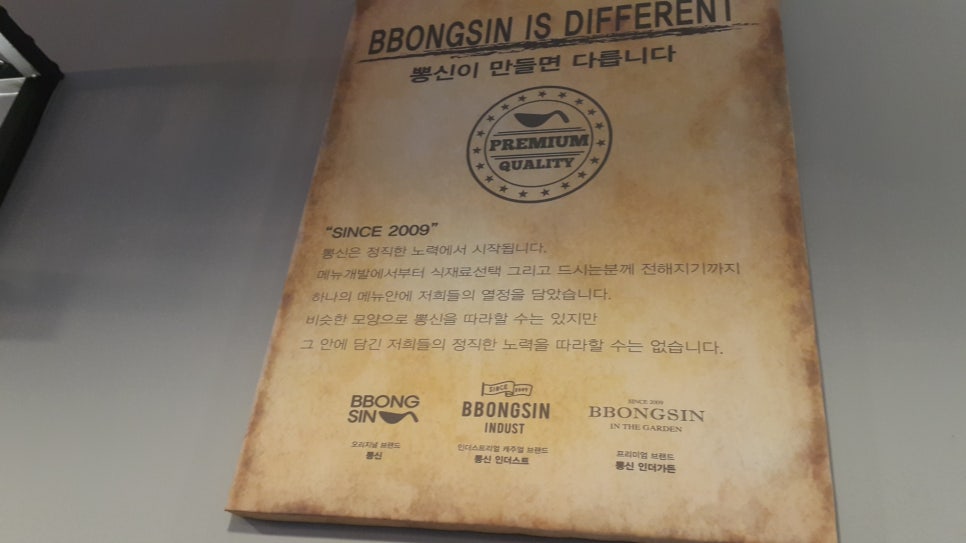 BBONGSIN IS DIFFERENT
뽕신이 만들면 다릅니다
PREMIUM
QUALITY
“SINCE 2009”
뽕신은 정직한 노력에서 시작됩니다.
메뉴개발에서부터 식재료선택 그리고 드시는분께 전해지기까지
하나의 메뉴안에 저희들의 열정을 담았습니다.
비슷한 모양으로 뽕신을 따라할 수는 있지만
그 안에 담긴 저희들의 정직한 노력을 따라할 수는 없습니다.
BBONG
SIN
오리지널 브랜드
뽕신
SINCE 2009
BBONGSIN
INDUST
인더스트리얼 캐주얼 브랜드
뽕신 인더스트
SINCE 2009
BBONGSIN
IN THE GARDEN
프리미엄 브랜드
뽕신 인더가든